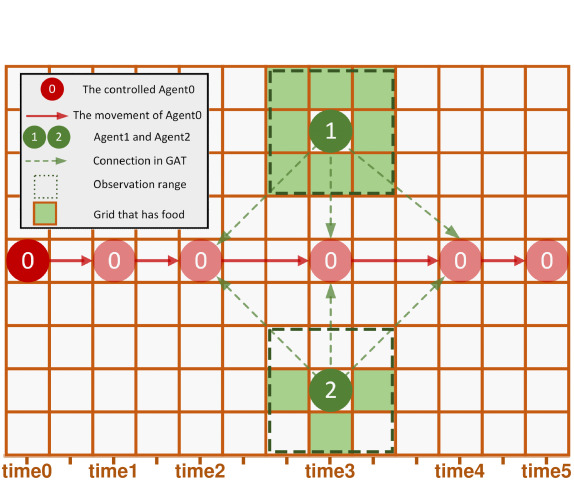 0 The controlled Agent0
The movement of Agent0
1 2 Agent1 and Agent2
Connection in GAT
Observation range
Grid that has food
1
0 0 0 0 0 0
2
time0 time1 time2 time3 time4 time5